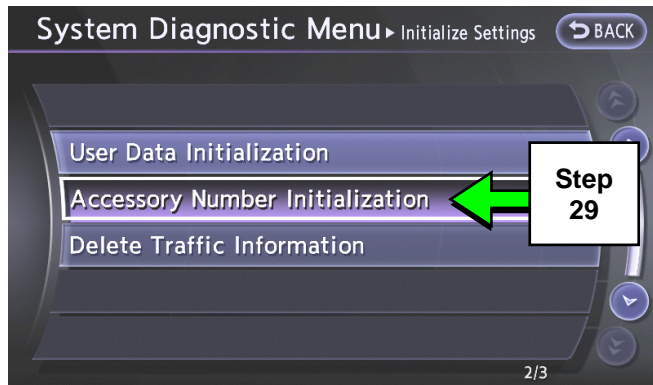 System Diagnostic Menu ▸ Initialize Settings BACK
User Data Initialization
Accessory Number Initialization
Step
29
Delete Traffic Information
2/3